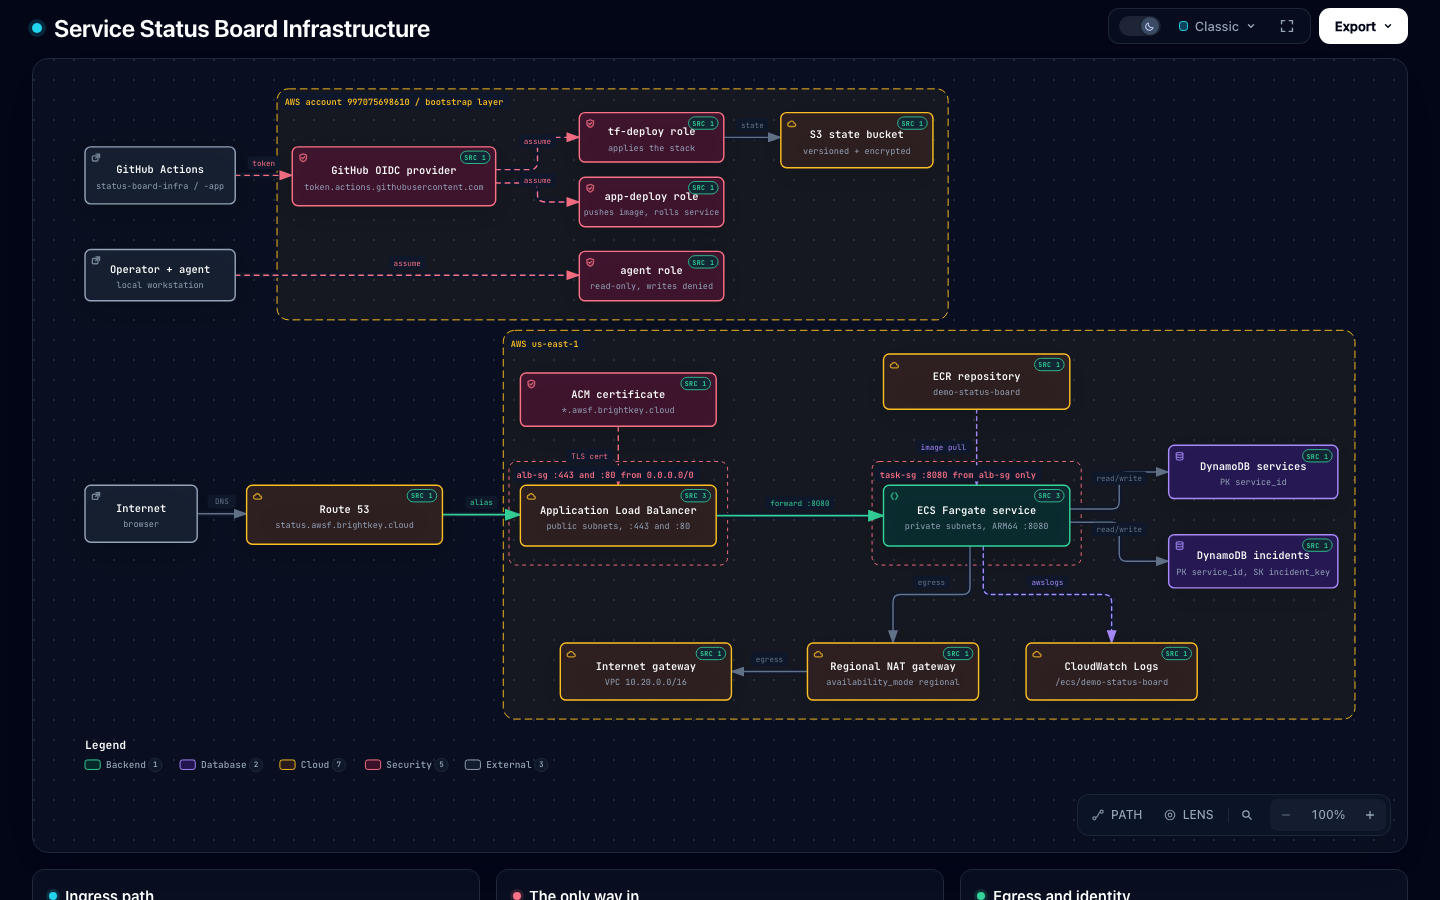 Service Status Board Infrastructure
Classic
Export
AWS account 997075698610 / bootstrap layer
GitHub Actions
status-board-infra / -app
token
SRC 1
GitHub OIDC provider
token.actions.githubusercontent.com
assume
assume
SRC 1
tf-deploy role
applies the stack
state
SRC 1
S3 state bucket
versioned + encrypted
SRC 1
app-deploy role
pushes image, rolls service
Operator + agent
local workstation
assume
SRC 1
agent role
read-only, writes denied
AWS us-east-1
SRC 1
ACM certificate
*.awsf.brightkey.cloud
SRC 1
ECR repository
demo-status-board
TLS cert
image pull
alb-sg :443 and :80 from 0.0.0.0/0
task-sg :8080 from alb-sg only
Internet
browser
DNS
SRC 1
Route 53
status.awsf.brightkey.cloud
alias
SRC 3
Application Load Balancer
public subnets, :443 and :80
forward :8080
SRC 3
ECS Fargate service
private subnets, ARM64 :8080
read/write
read/write
SRC 1
DynamoDB services
PK service_id
SRC 1
DynamoDB incidents
PK service_id, SK incident_key
egress
awslogs
SRC 1
Internet gateway
VPC 10.20.0.0/16
egress
SRC 1
Regional NAT gateway
availability_mode regional
SRC 1
CloudWatch Logs
/ecs/demo-status-board
Legend
Backend 1
Database 2
Cloud 7
Security 5
External 3
PATH
LENS
− 100% +
Ingress path
The only way in
Egress and identity